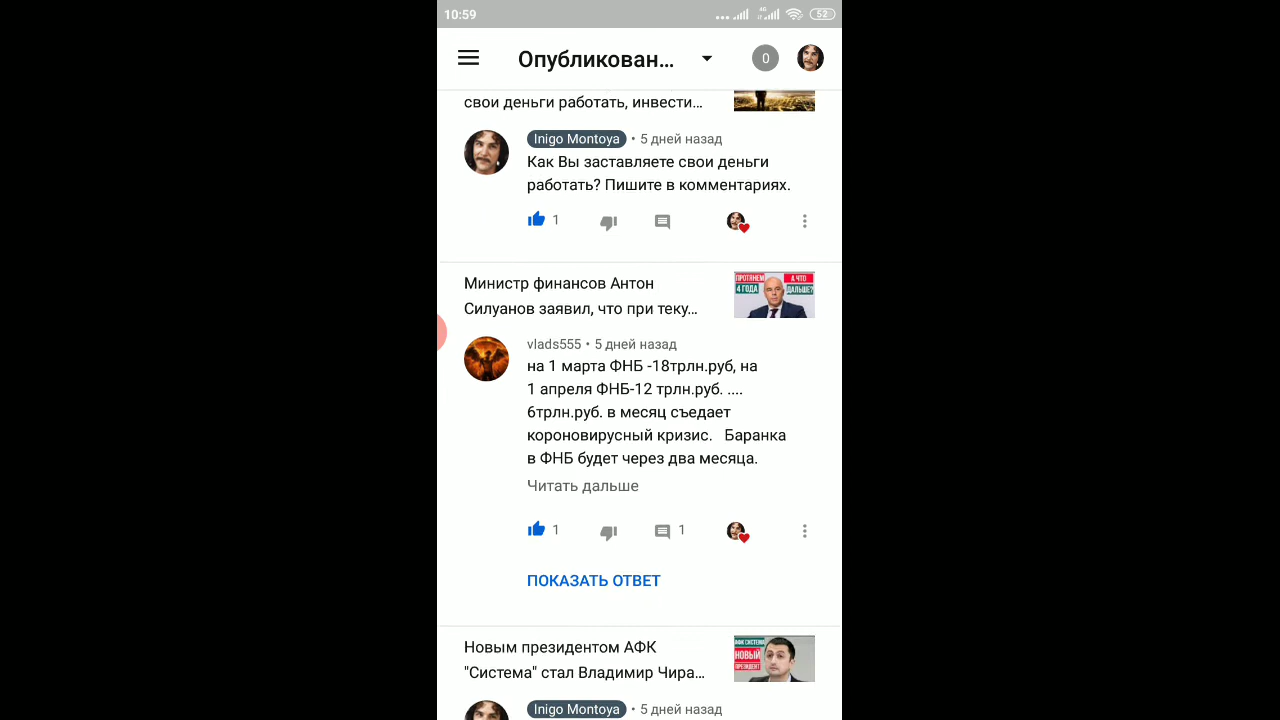 10:59
4G
52
Опубликован...
0
свои деньги работать, инвести...
Inigo Montoya • 5 дней назад
Как Вы заставляете свои деньги
работать? Пишите в комментариях.
1
Министр финансов Антон
Силуанов заявил, что при теку...
ПРОТЯНЕМ
4 ГОДА
А ЧТО
ДАЛЬШЕ?
vlads555 • 5 дней назад
на 1 марта ФНБ -18трлн.руб, на
1 апреля ФНБ-12 трлн.руб. ....
6трлн.руб. в месяц съедает
короновирусный кризис. Баранка
в ФНБ будет через два месяца.
Читать дальше
1
1
ПОКАЗАТЬ ОТВЕТ
Новым президентом АФК
"Система" стал Владимир Чира...
АФК СИСТЕМА
НОВЫЙ
ПРЕЗИДЕНТ
Inigo Montoya • 5 дней назад